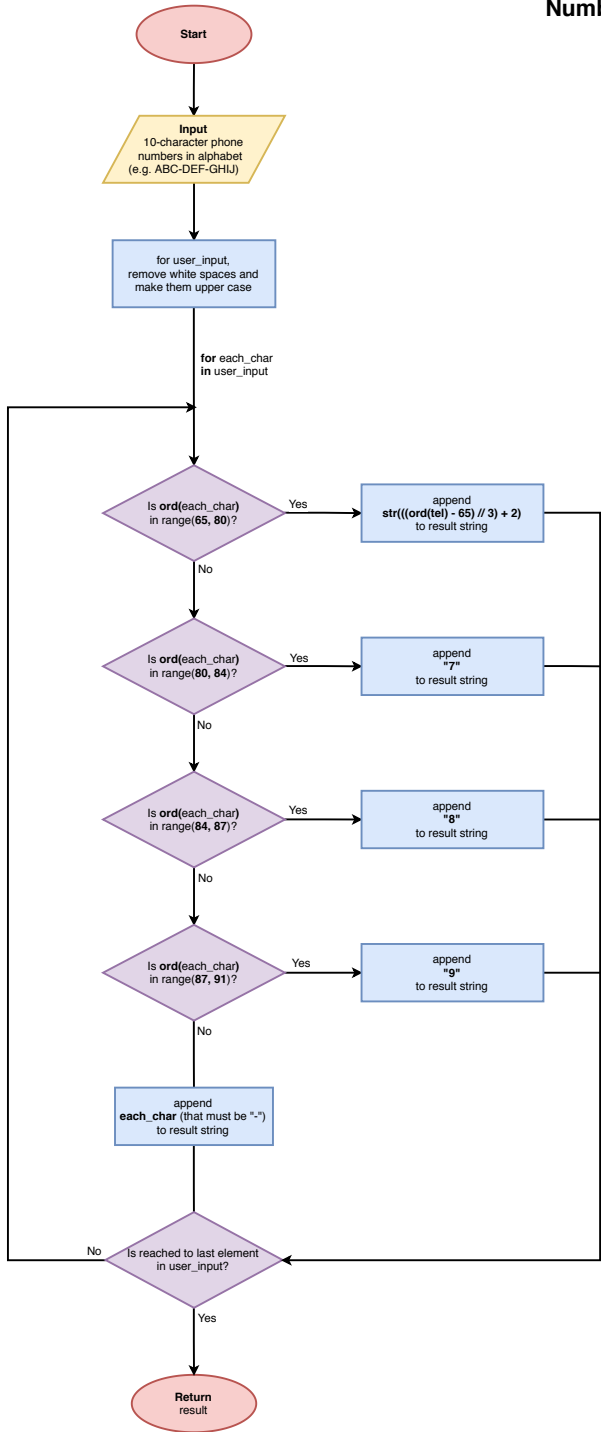 Numb
Start
Input
10-character phone
numbers in alphabet
(e.g. ABC-DEF-GHIJ)
for user_input,
remove white spaces and
make them upper case
for each_char
in user_input
Is ord(each_char)
in range(65, 80)?
Yes
append
str(((ord(tel) - 65) // 3) + 2)
to result string
No
Is ord(each_char)
in range(80, 84)?
Yes
append
"7"
to result string
No
Is ord(each_char)
in range(84, 87)?
Yes
append
"8"
to result string
No
Is ord(each_char)
in range(87, 91)?
Yes
append
"9"
to result string
No
append
each_char (that must be "-")
to result string
No
Is reached to last element
in user_input?
Yes
Return
result